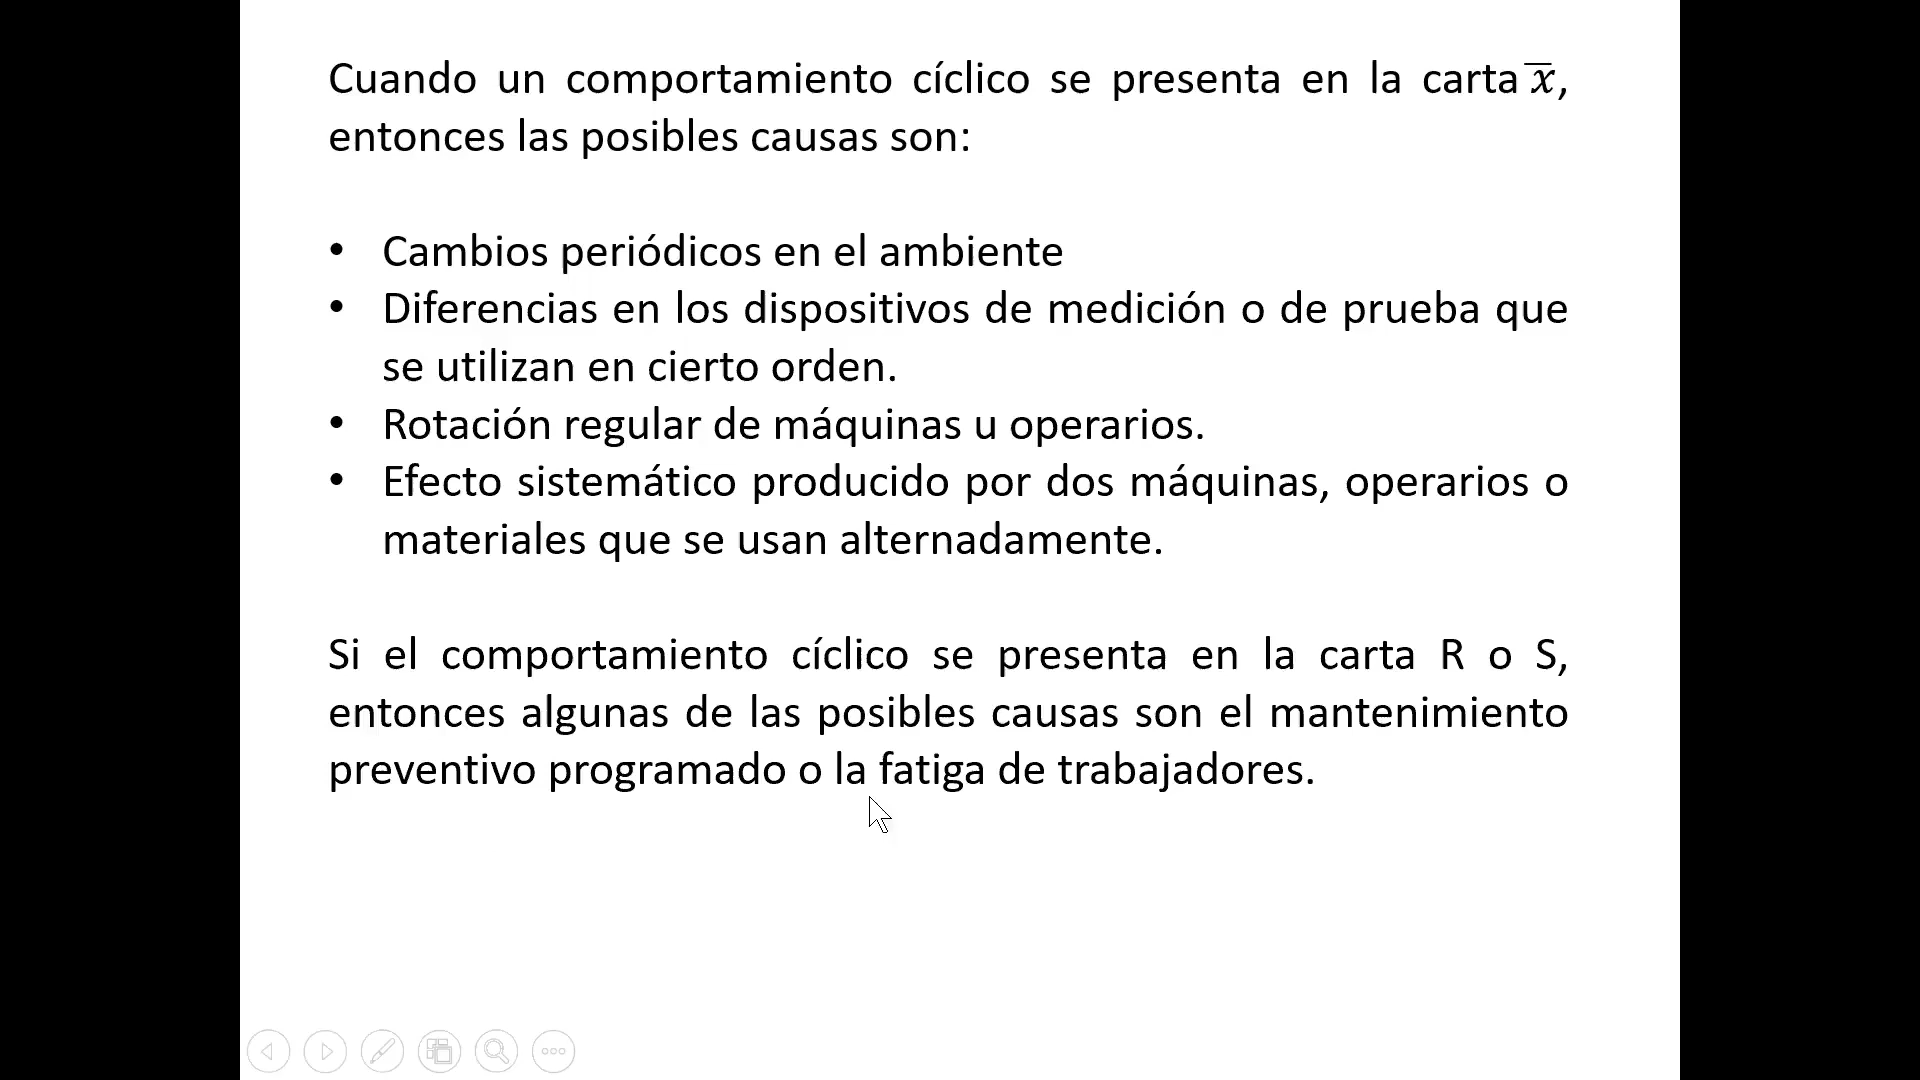 Cuando un comportamiento cíclico se presenta en la carta x̅,
entonces las posibles causas son:
• Cambios periódicos en el ambiente
• Diferencias en los dispositivos de medición o de prueba que
se utilizan en cierto orden.
• Rotación regular de máquinas u operarios.
• Efecto sistemático producido por dos máquinas, operarios o
materiales que se usan alternadamente.
Si el comportamiento cíclico se presenta en la carta R o S,
entonces algunas de las posibles causas son el mantenimiento
preventivo programado o la fatiga de trabajadores.